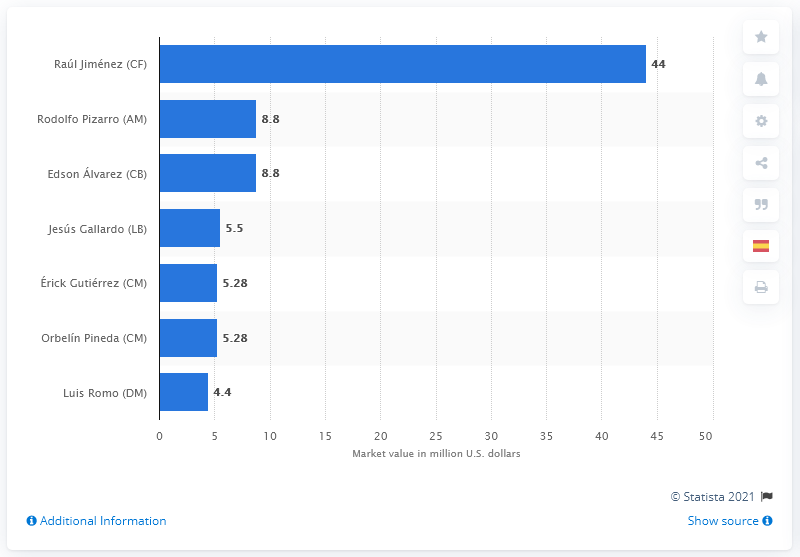 Raúl Jiménez (CF) 44
Rodolfo Pizarro (AM) 8.8
Edson Álvarez (CB) 8.8
Jesús Gallardo (LB) 5.5
Érick Gutiérrez (CM) 5.28
Orbelín Pineda (CM) 5.28
Luis Romo (DM) 4.4
0 5 10 15 20 25 30 35 40 45 50
Market value in million U.S. dollars
© Statista 2021
Additional Information Show source